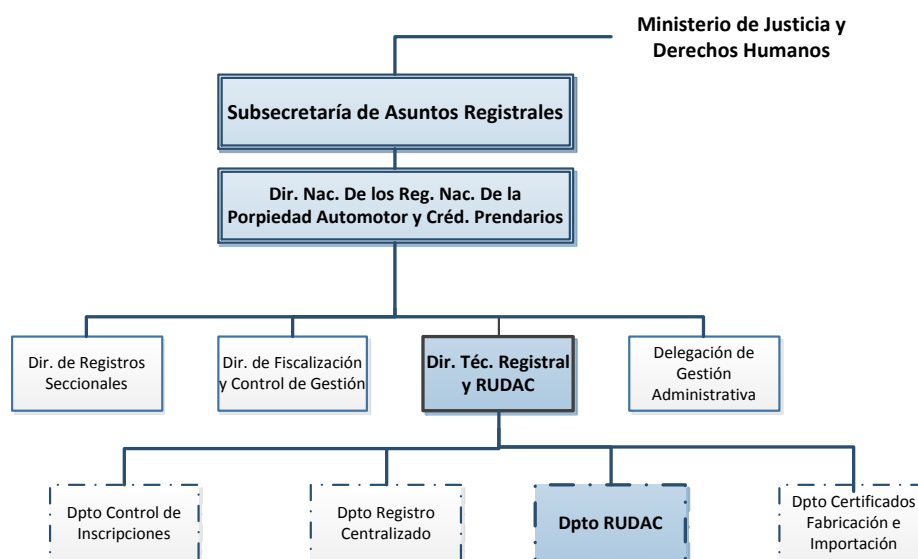 Ministerio de Justicia y
Derechos Humanos
Subsecretaría de Asuntos Registrales
Dir. Nac. De los Reg. Nac. De la
Porpiedad Automotor y Créd. Prendarios
Dir. de Registros
Seccionales
Dir. de Fiscalización
y Control de Gestión
Dir. Téc. Registral
y RUDAC
Delegación de
Gestión
Administrativa
Dpto Control de
Inscripciones
Dpto Registro
Centralizado
Dpto RUDAC
Dpto Certificados
Fabricación e
Importación